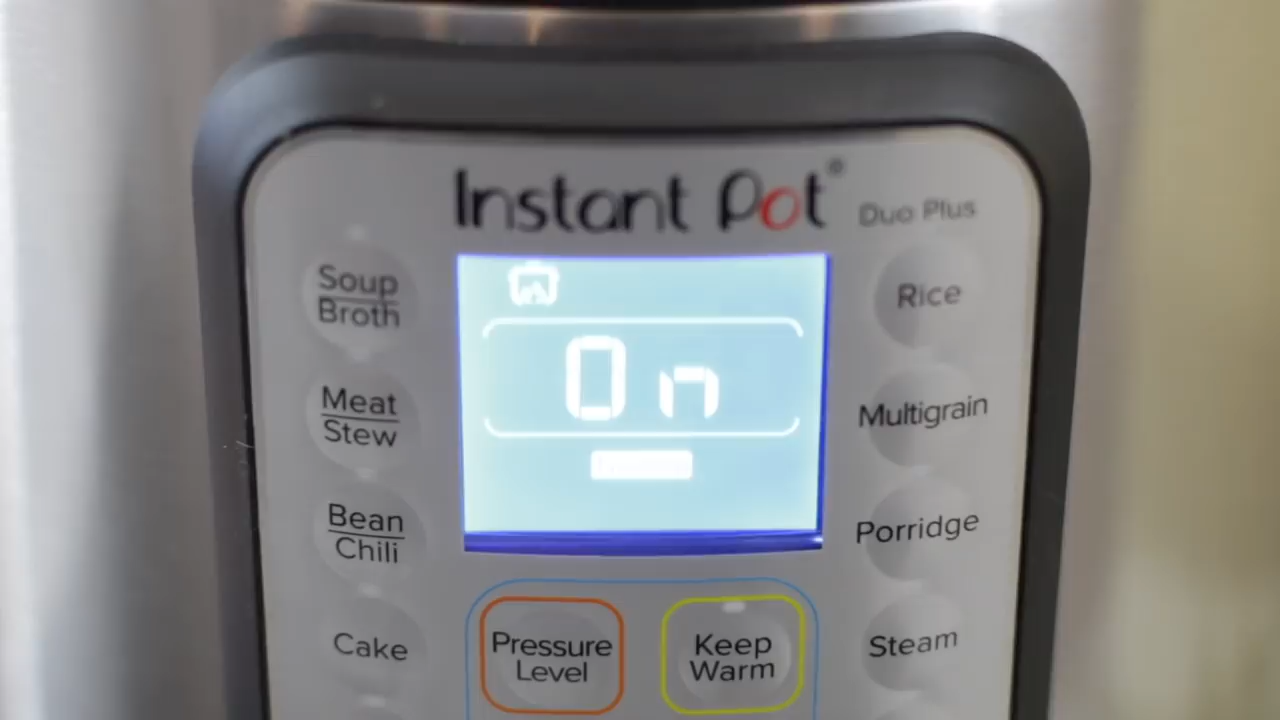 Instant Pot®
Duo Plus
Soup
Broth
Rice
On
Meat
Stew
Multigrain
Bean
Chili
Porridge
Pressure
Level
Keep
Warm
Cake
Steam